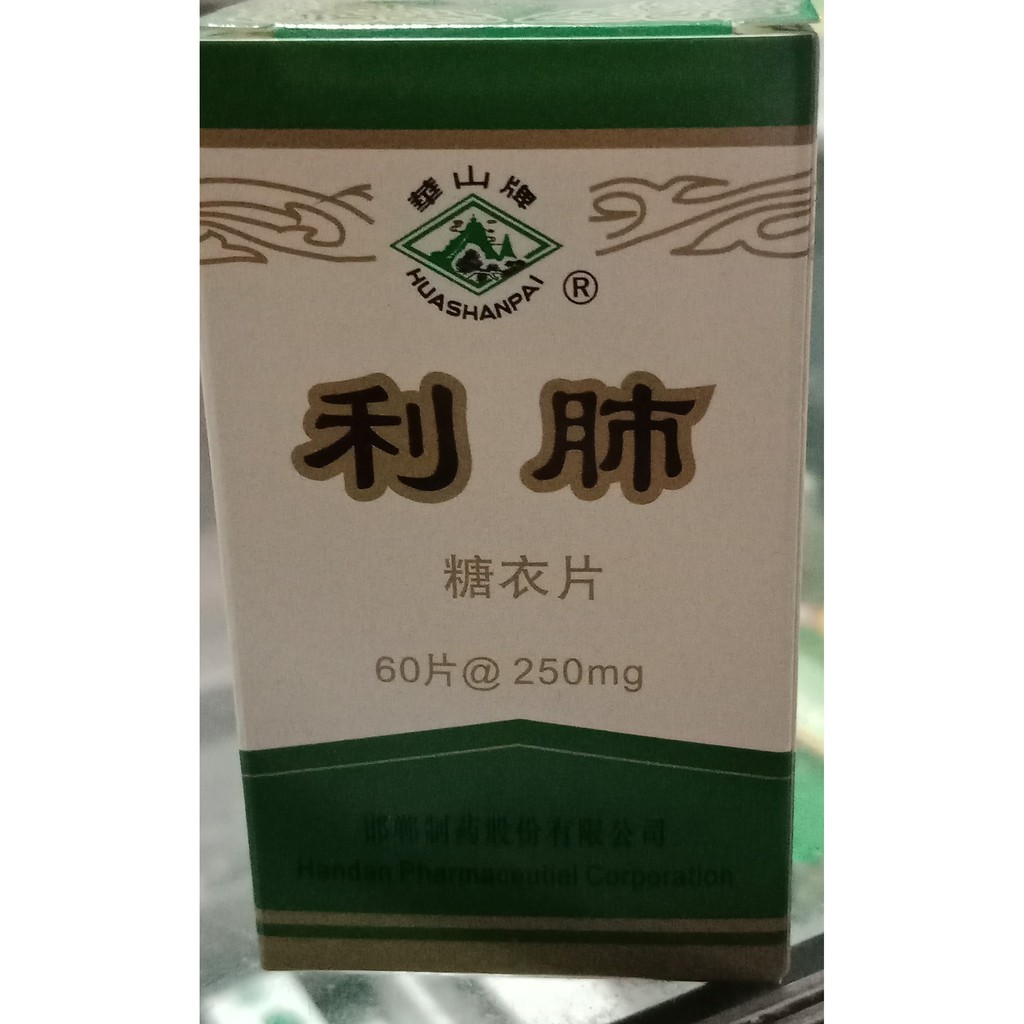 華山牌
HUASHANPAI ®
利肺
糖衣片
60片@ 250mg
邯郸制药股份有限公司
Handan Pharmaceutiel Corporation